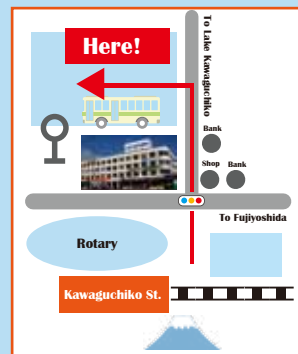 Here!
To Lake Kawaguchiko
Bank
Shop
Bank
To Fujiyoshida
Rotary
Kawaguchiko St.